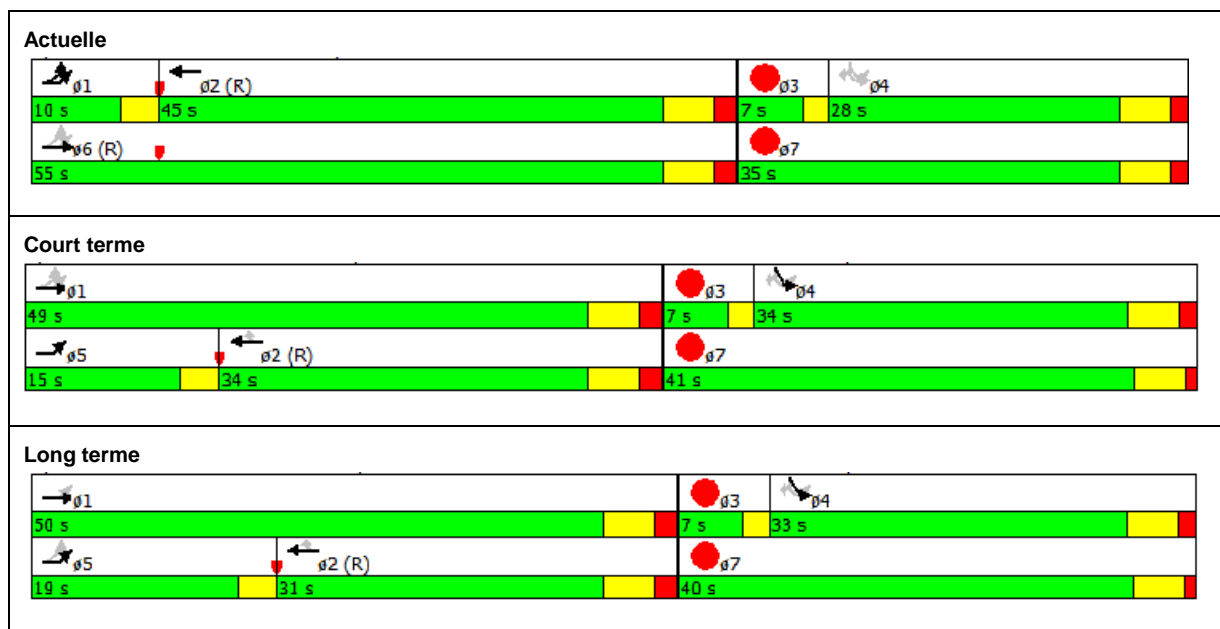 Actuelle
ø1 ø2 (R) ø3 ø4
10 s 45 s 7 s 28 s
ø6 (R) ø7
55 s 35 s
Court terme
ø1 ø3 ø4
49 s 7 s 34 s
ø5 ø2 (R) ø7
15 s 34 s 41 s
Long terme
ø1 ø3 ø4
50 s 7 s 33 s
ø5 ø2 (R) ø7
19 s 31 s 40 s